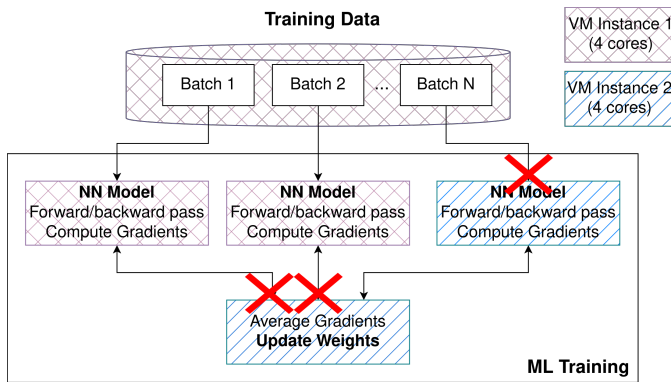 Training Data
VM Instance 1
(4 cores)
Batch 1
Batch 2
...
Batch N
VM Instance 2
(4 cores)
NN Model
Forward/backward pass
Compute Gradients
NN Model
Forward/backward pass
Compute Gradients
NN Model
Forward/backward pass
Compute Gradients
Average Gradients
Update Weights
ML Training